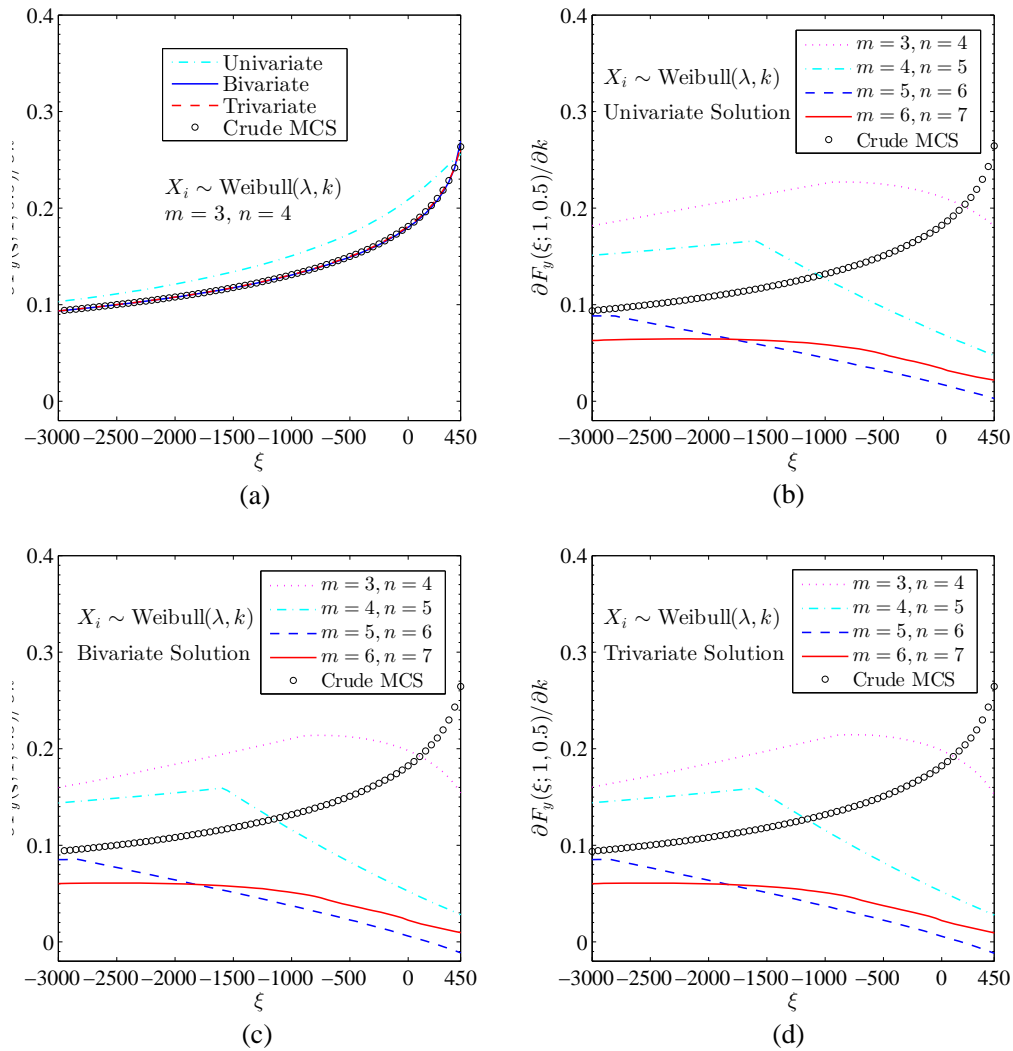 0.4
0.3
0.2
0.1
0
Univariate
Bivariate
Trivariate
Crude MCS
X_i ∼ Weibull(λ, k)
m = 3, n = 4
−3000 −2500 −2000 −1500 −1000 −500 0 450
ξ
(a)
∂F_y(ξ; 1, 0.5)/∂k
0.4
0.3
0.2
0.1
0
m = 3, n = 4
m = 4, n = 5
m = 5, n = 6
m = 6, n = 7
Crude MCS
X_i ∼ Weibull(λ, k)
Univariate Solution
−3000 −2500 −2000 −1500 −1000 −500 0 450
ξ
(b)
0.4
0.3
0.2
0.1
0
m = 3, n = 4
m = 4, n = 5
m = 5, n = 6
m = 6, n = 7
Crude MCS
X_i ∼ Weibull(λ, k)
Bivariate Solution
−3000 −2500 −2000 −1500 −1000 −500 0 450
ξ
(c)
∂F_y(ξ; 1, 0.5)/∂k
0.4
0.3
0.2
0.1
0
m = 3, n = 4
m = 4, n = 5
m = 5, n = 6
m = 6, n = 7
Crude MCS
X_i ∼ Weibull(λ, k)
Trivariate Solution
−3000 −2500 −2000 −1500 −1000 −500 0 450
ξ
(d)